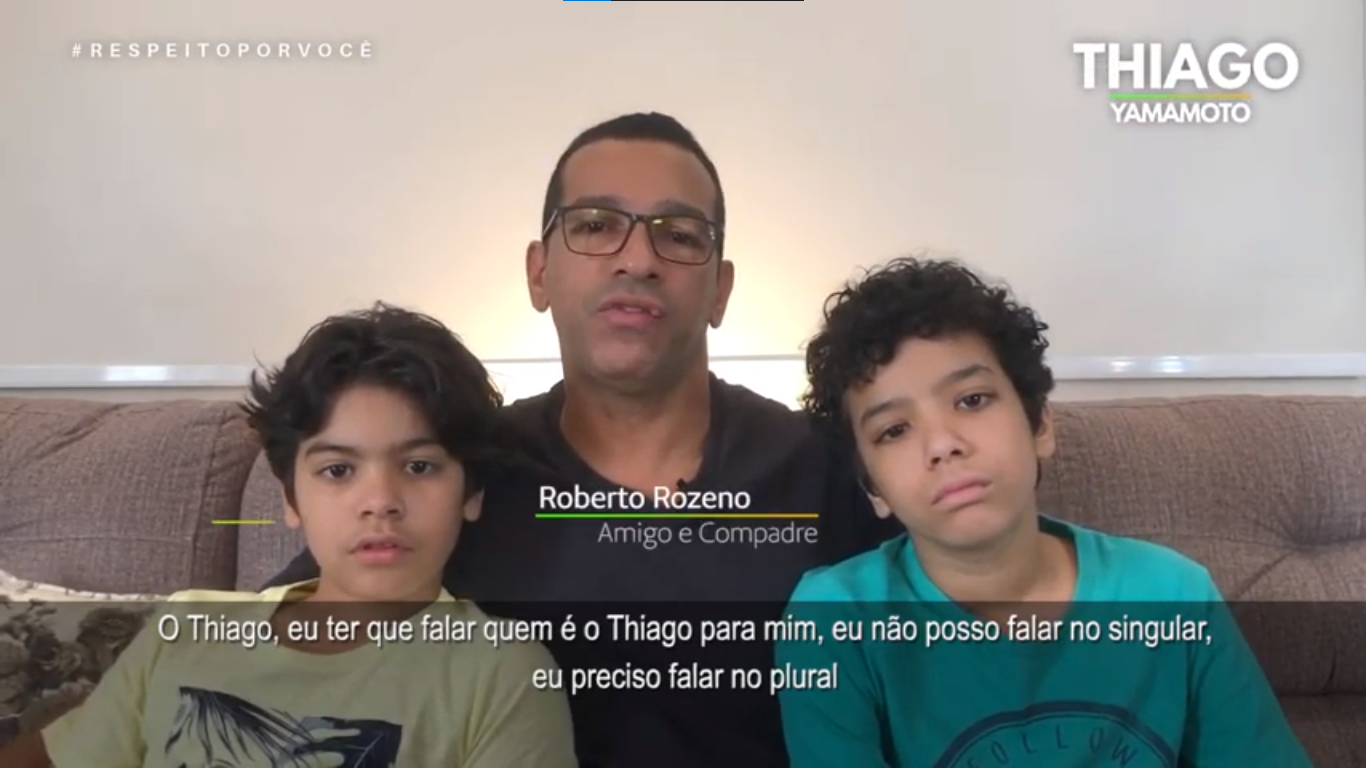 #RESPEITOPORVOCÊ
THIAGO
YAMAMOTO
Roberto Rozeno
Amigo e Compadre
O Thiago, eu ter que falar quem é o Thiago para mim, eu não posso falar no singular,
eu preciso falar no plural
FOLLOW